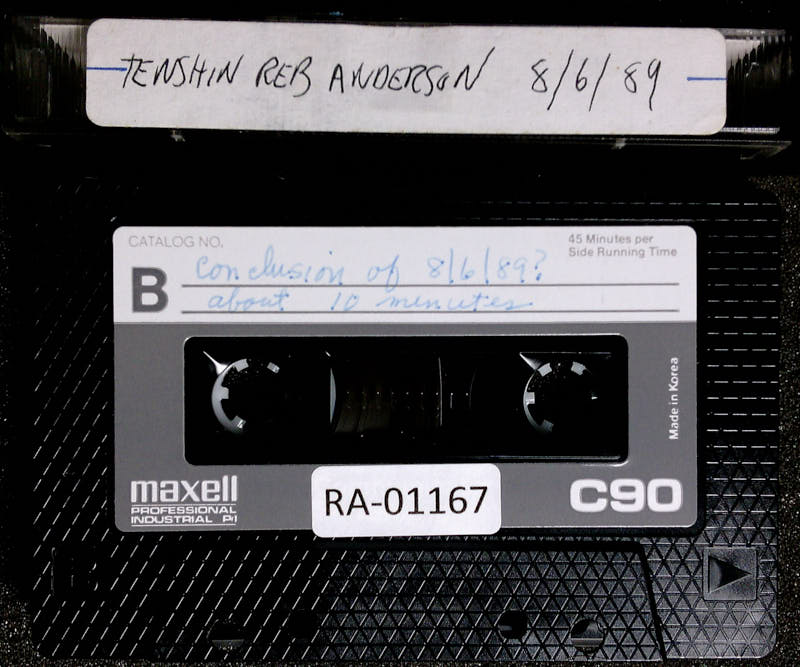 TENSHIN REB ANDERSON 8/6/89
CATALOG NO.
45 Minutes per
Side Running Time
B
Conclusion of 8/6/89?
about 10 minutes
Made in Korea
maxell
PROFESSIONAL
INDUSTRIAL P/I
RA-01167
C90